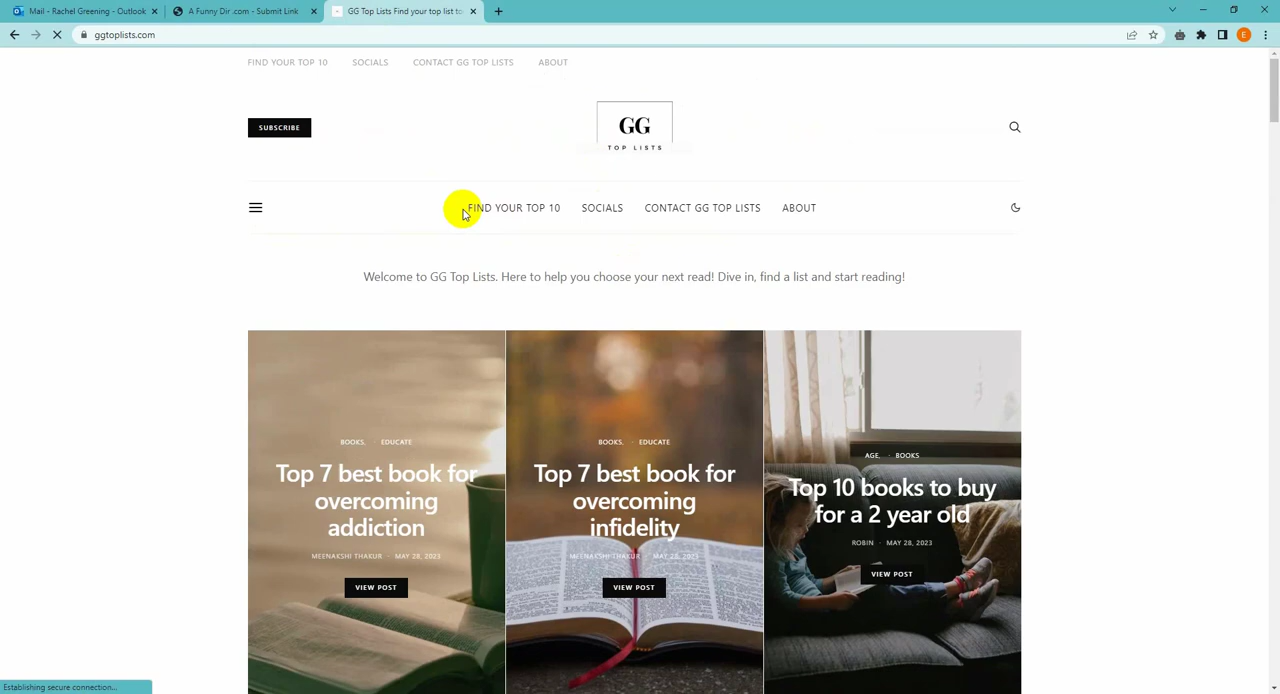 Mail - Rachel Greening - Outlook
A Funny Dir .com - Submit Link
GG Top Lists Find your top list to
ggtoplists.com
E
FIND YOUR TOP 10 SOCIALS CONTACT GG TOP LISTS ABOUT
SUBSCRIBE
GG
TOP LISTS
FIND YOUR TOP 10 SOCIALS CONTACT GG TOP LISTS ABOUT
Welcome to GG Top Lists. Here to help you choose your next read! Dive in, find a list and start reading!
BOOKS, · EDUCATE
Top 7 best book for
overcoming
addiction
MEENAKSHI THAKUR · MAY 28, 2023
VIEW POST
BOOKS, · EDUCATE
Top 7 best book for
overcoming
infidelity
MEENAKSHI THAKUR · MAY 28, 2023
VIEW POST
AGE, · BOOKS
Top 10 books to buy
for a 2 year old
ROBIN · MAY 28, 2023
VIEW POST
Establishing secure connection...